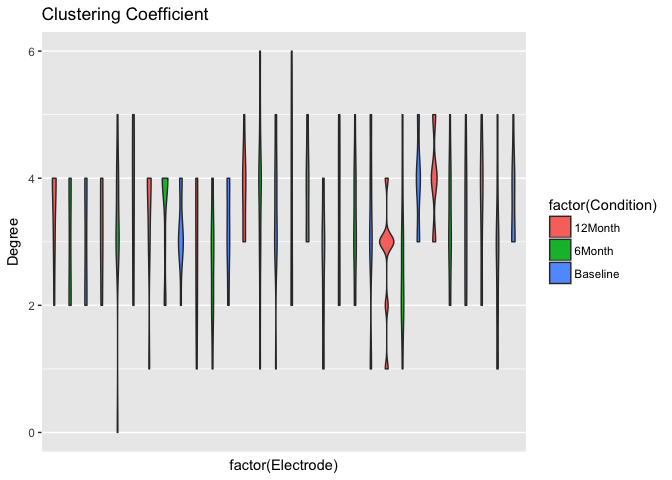 Clustering Coefficient
6
4
2
0
Degree
factor(Electrode)
factor(Condition)
12Month
6Month
Baseline